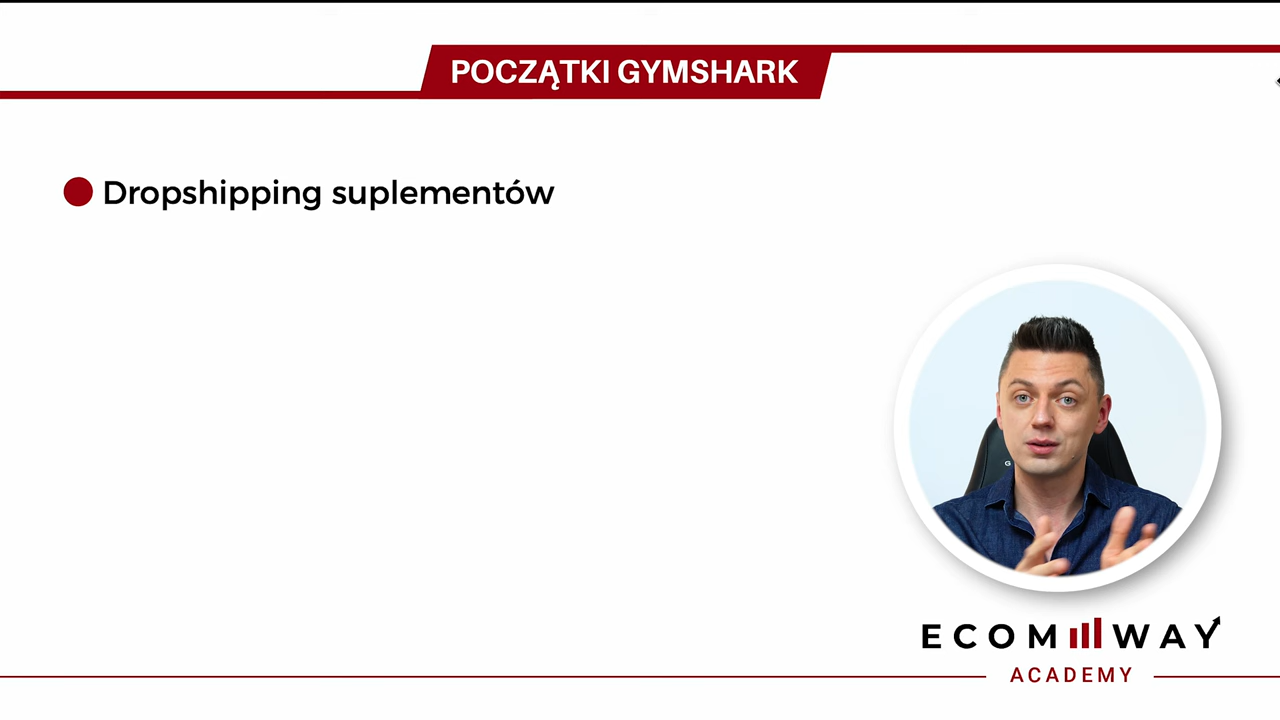 POCZĄTKI GYMSHARK
Dropshipping suplementów
G
ECOM WAY
ACADEMY